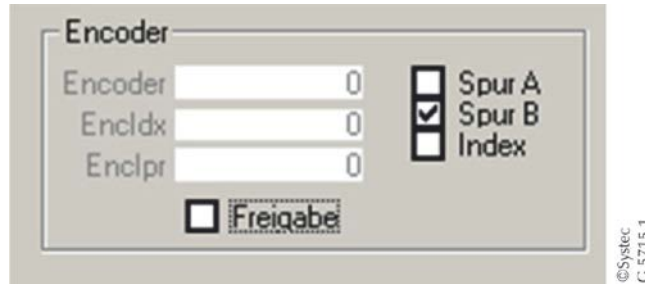 Encoder
Encoder 0
EncIdx 0
EncIpr 0
Spur A
Spur B
Index
Freigabe
©Systec
G 5715 1